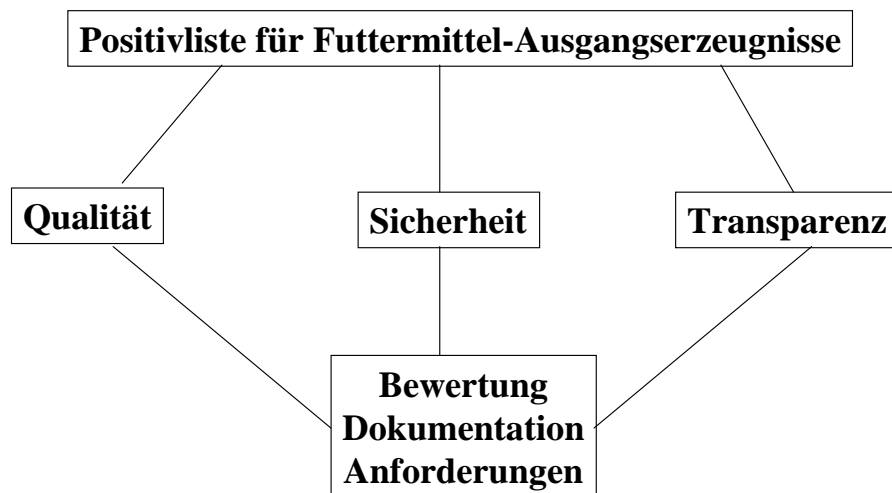 Positivliste für Futtermittel-Ausgangserzeugnisse
Qualität
Sicherheit
Transparenz
Bewertung
Dokumentation
Anforderungen